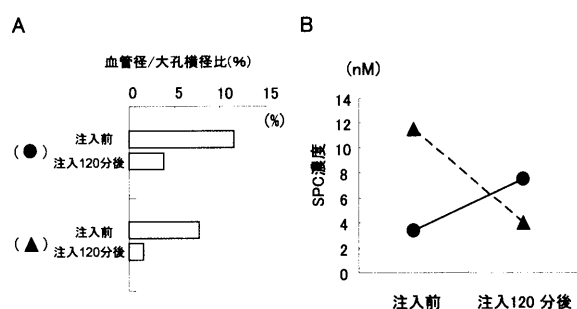 A
血管径/大孔横径比(%)
0 5 10 15
(%)
(●)
注入前
注入120分後
(▲)
注入前
注入120分後
B
(nM)
SPC濃度
14
12
10
8
6
4
2
0
注入前 注入120分後